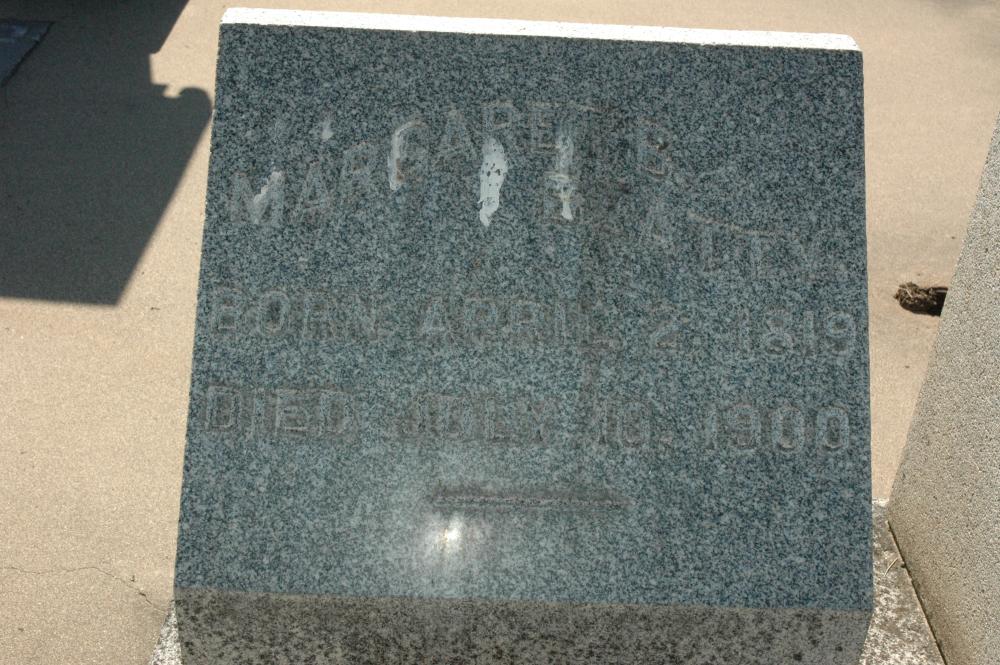 MARGARET B.
BORN APRIL 2, 1819
DIED JULY 10, 1900